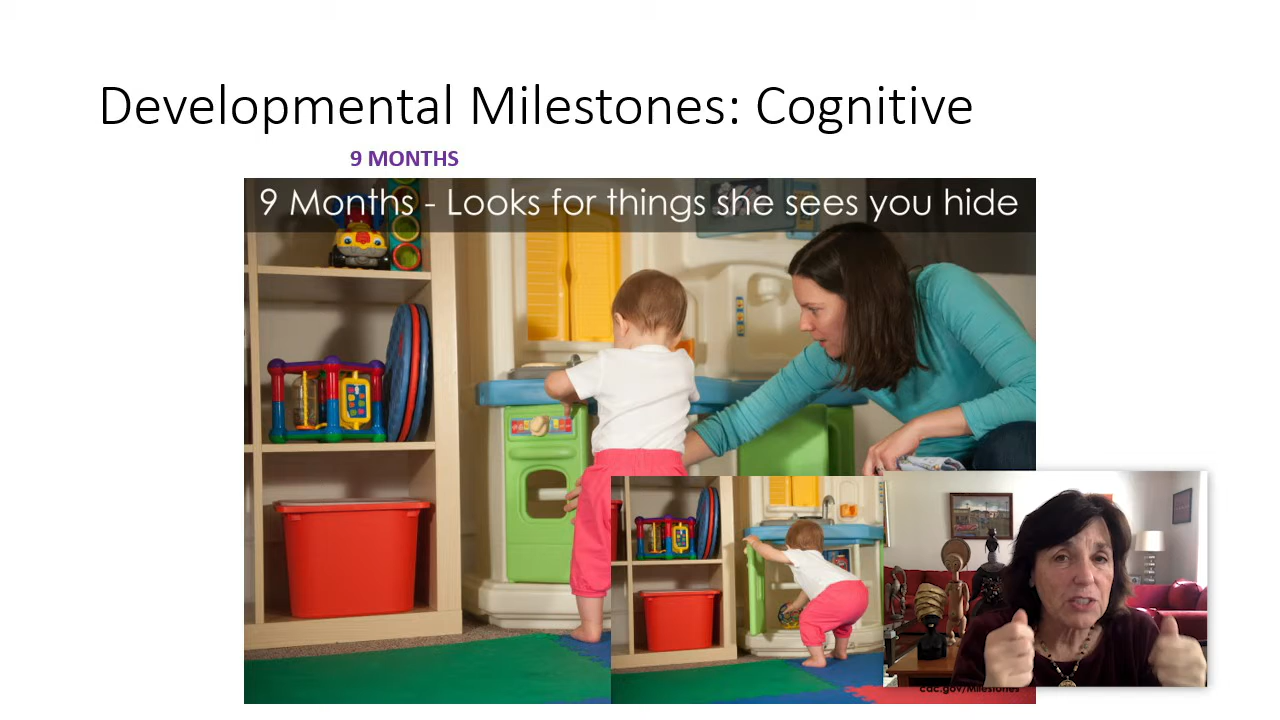 Developmental Milestones: Cognitive
9 MONTHS
9 Months - Looks for things she sees you hide
cdc.gov/Milestones